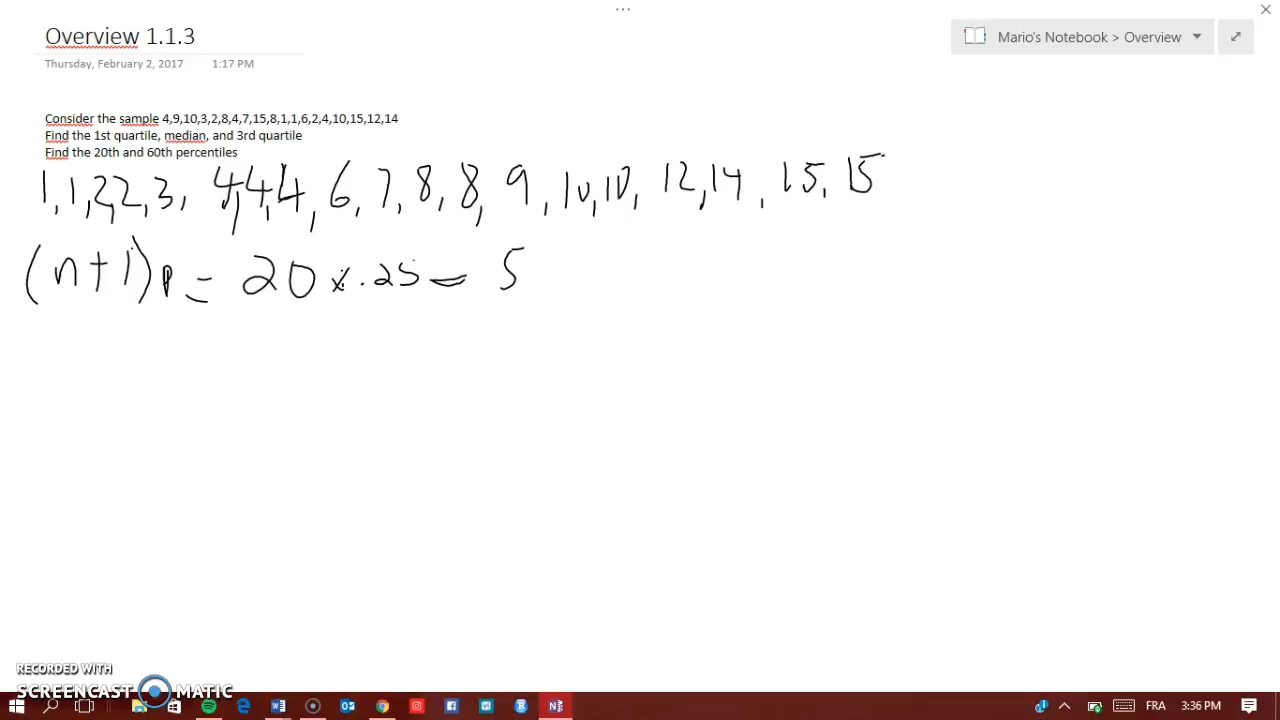 Overview 1.1.3
Mario's Notebook > Overview
Thursday, February 2, 2017 1:17 PM
Consider the sample 4,9,10,3,2,8,4,7,15,8,1,1,6,2,4,10,15,12,14
Find the 1st quartile, median, and 3rd quartile
Find the 20th and 60th percentiles
1,1,2,2,3,4,4,4,6,7,8,8,9,10,10,12,14,15,15
(n+1)p = 20 x .25 = 5
RECORDED WITH
SCREENCAST MATIC
FRA 3:36 PM